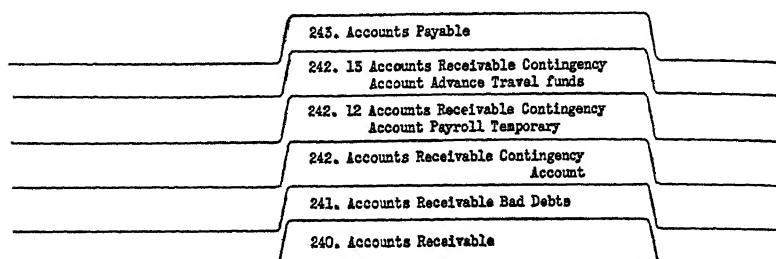 243. Accounts Payable
242. 13 Accounts Receivable Contingency
Account Advance Travel funds
242. 12 Accounts Receivable Contingency
Account Payroll Temporary
242. Accounts Receivable Contingency
Account
241. Accounts Receivable Bad Debts
240. Accounts Receivable